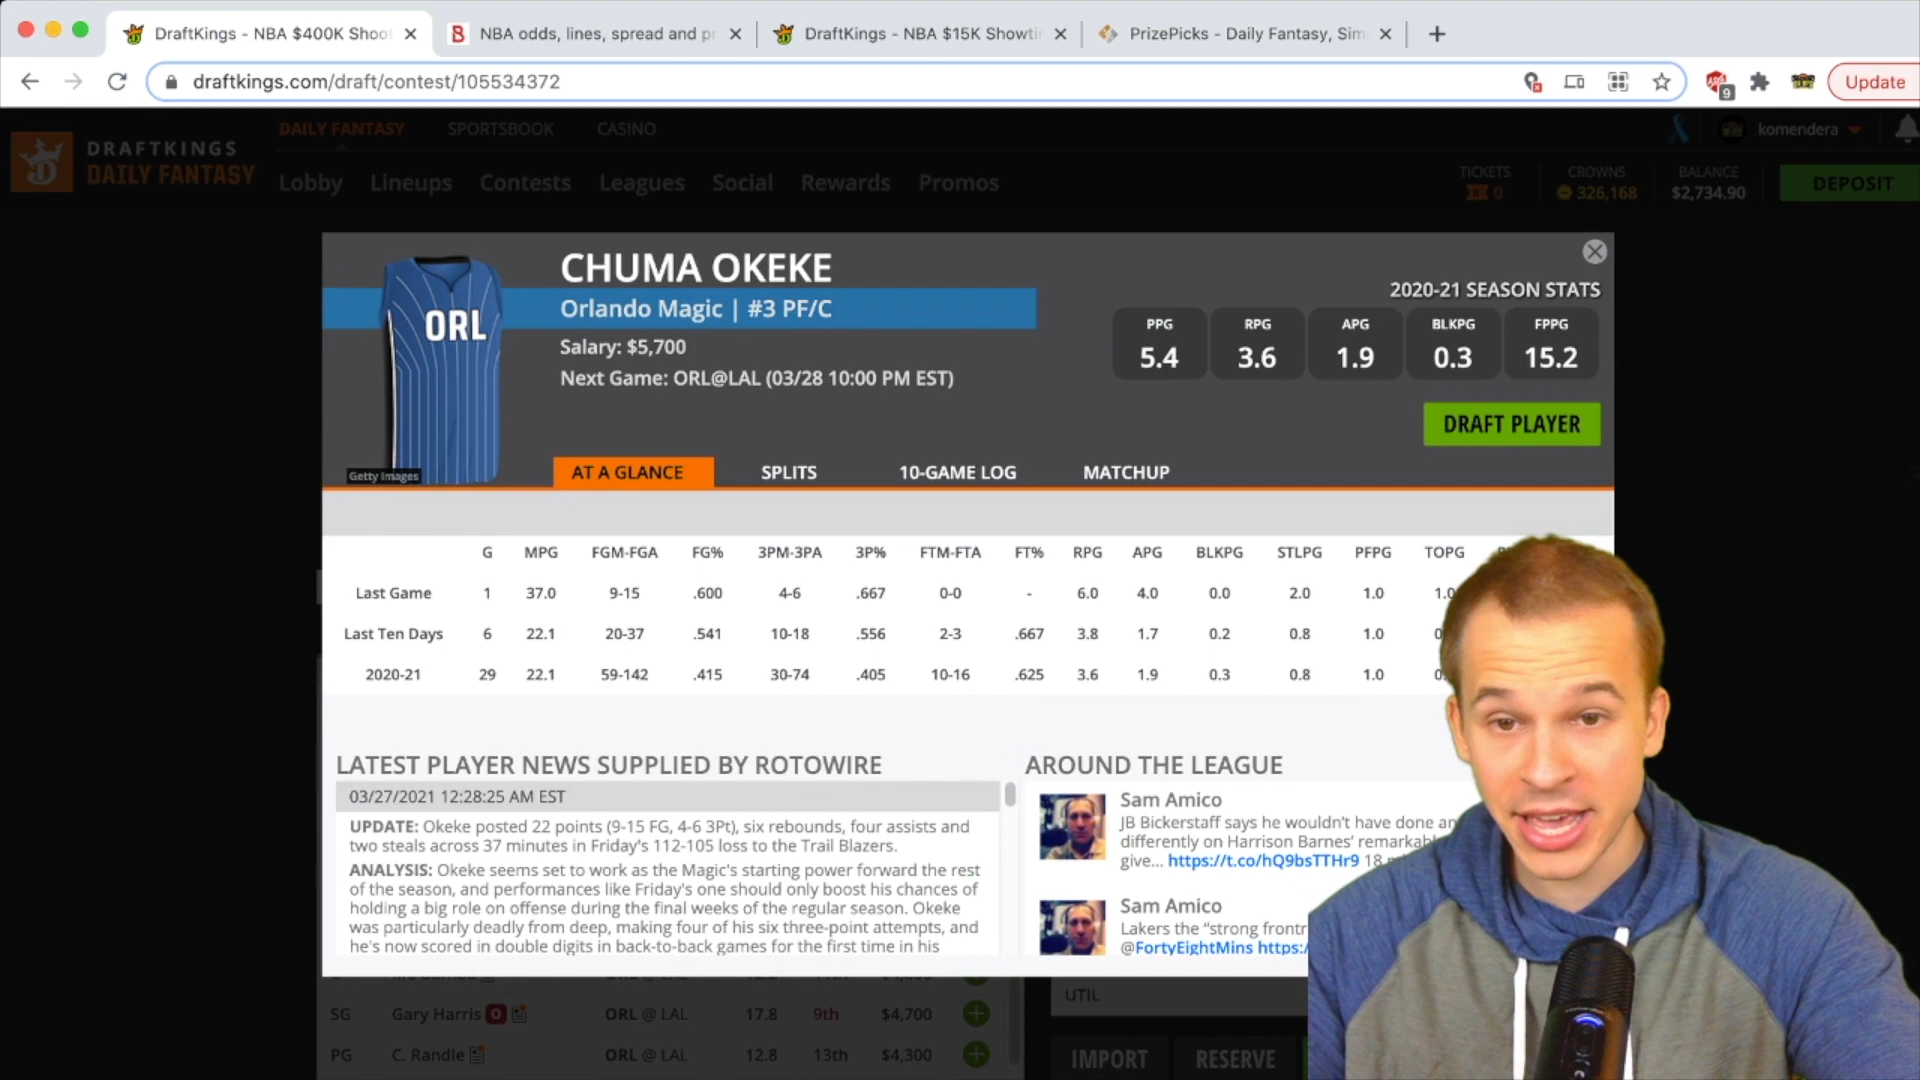 DraftKings - NBA $400K Shoot
NBA odds, lines, spread and pr
DraftKings - NBA $15K Showti
PrizePicks - Daily Fantasy, Sim
draftkings.com/draft/contest/105534372
9
Update
DAILY FANTASY
SPORTSBOOK
CASINO
komendera
DRAFTKINGS
DAILY FANTASY
Lobby
Lineups
Contests
Leagues
Social
Rewards
Promos
TICKETS
0
CROWNS
326,168
BALANCE
$2,734.90
DEPOSIT
ORL
Getty Images
CHUMA OKEKE
Orlando Magic | #3 PF/C
Salary: $5,700
Next Game: ORL@LAL (03/28 10:00 PM EST)
2020-21 SEASON STATS
PPG RPG APG BLKPG FPPG
5.4 3.6 1.9 0.3 15.2
DRAFT PLAYER
AT A GLANCE SPLITS 10-GAME LOG MATCHUP
G MPG FGM-FGA FG% 3PM-3PA 3P% FTM-FTA FT% RPG APG BLKPG STLPG PFPG TOPG
Last Game 1 37.0 9-15 .600 4-6 .667 0-0 - 6.0 4.0 0.0 2.0 1.0 1.0
Last Ten Days 6 22.1 20-37 .541 10-18 .556 2-3 .667 3.8 1.7 0.2 0.8 1.0
2020-21 29 22.1 59-142 .415 30-74 .405 10-16 .625 3.6 1.9 0.3 0.8 1.0
LATEST PLAYER NEWS SUPPLIED BY ROTOWIRE
03/27/2021 12:28:25 AM EST
UPDATE: Okeke posted 22 points (9-15 FG, 4-6 3Pt), six rebounds, four assists and
two steals across 37 minutes in Friday's 112-105 loss to the Trail Blazers.
ANALYSIS: Okeke seems set to work as the Magic's starting power forward the rest
of the season, and performances like Friday's one should only boost his chances of
holding a big role on offense during the final weeks of the regular season. Okeke
was particularly deadly from deep, making four of his six three-point attempts, and
he's now scored in double digits in back-to-back games for the first time in his
AROUND THE LEAGUE
Sam Amico
JB Bickerstaff says he wouldn't have done an
differently on Harrison Barnes' remarkab
give... https://t.co/hQ9bsTTHr9 18
Sam Amico
Lakers the "strong frontr
@FortyEightMins https:/
SG Gary Harris O ORL @ LAL 17.8 9th $4,700
PG C. Randle ORL @ LAL 12.8 13th $4,300
UTIL
IMPORT
RESERVE